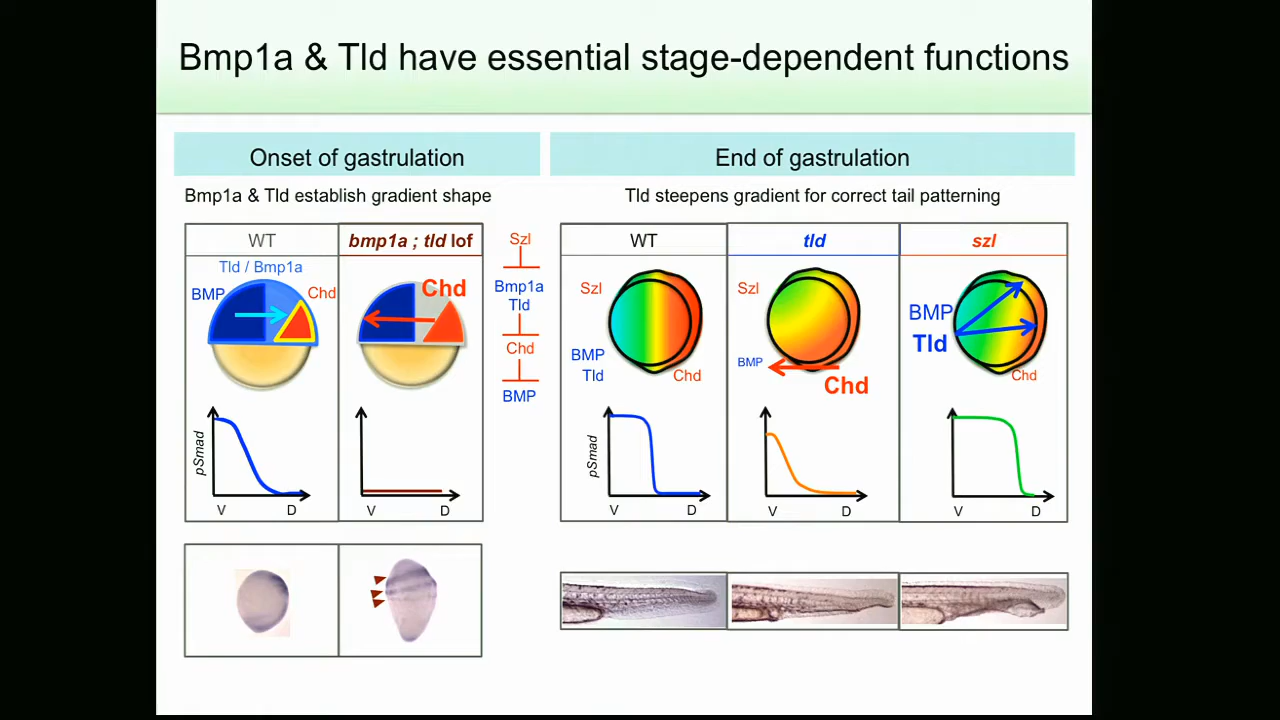 Bmp1a & Tld have essential stage-dependent functions
Onset of gastrulation
Bmp1a & Tld establish gradient shape
WT
bmp1a ; tld lof
Tld / Bmp1a
BMP
Chd
Chd
pSmad
V
D
V
D
Szl
Bmp1a
Tld
Chd
BMP
End of gastrulation
Tld steepens gradient for correct tail patterning
WT
tld
szl
Szl
BMP
Tld
Chd
Szl
BMP
Chd
BMP
Tld
Chd
pSmad
V
D
V
D
V
D